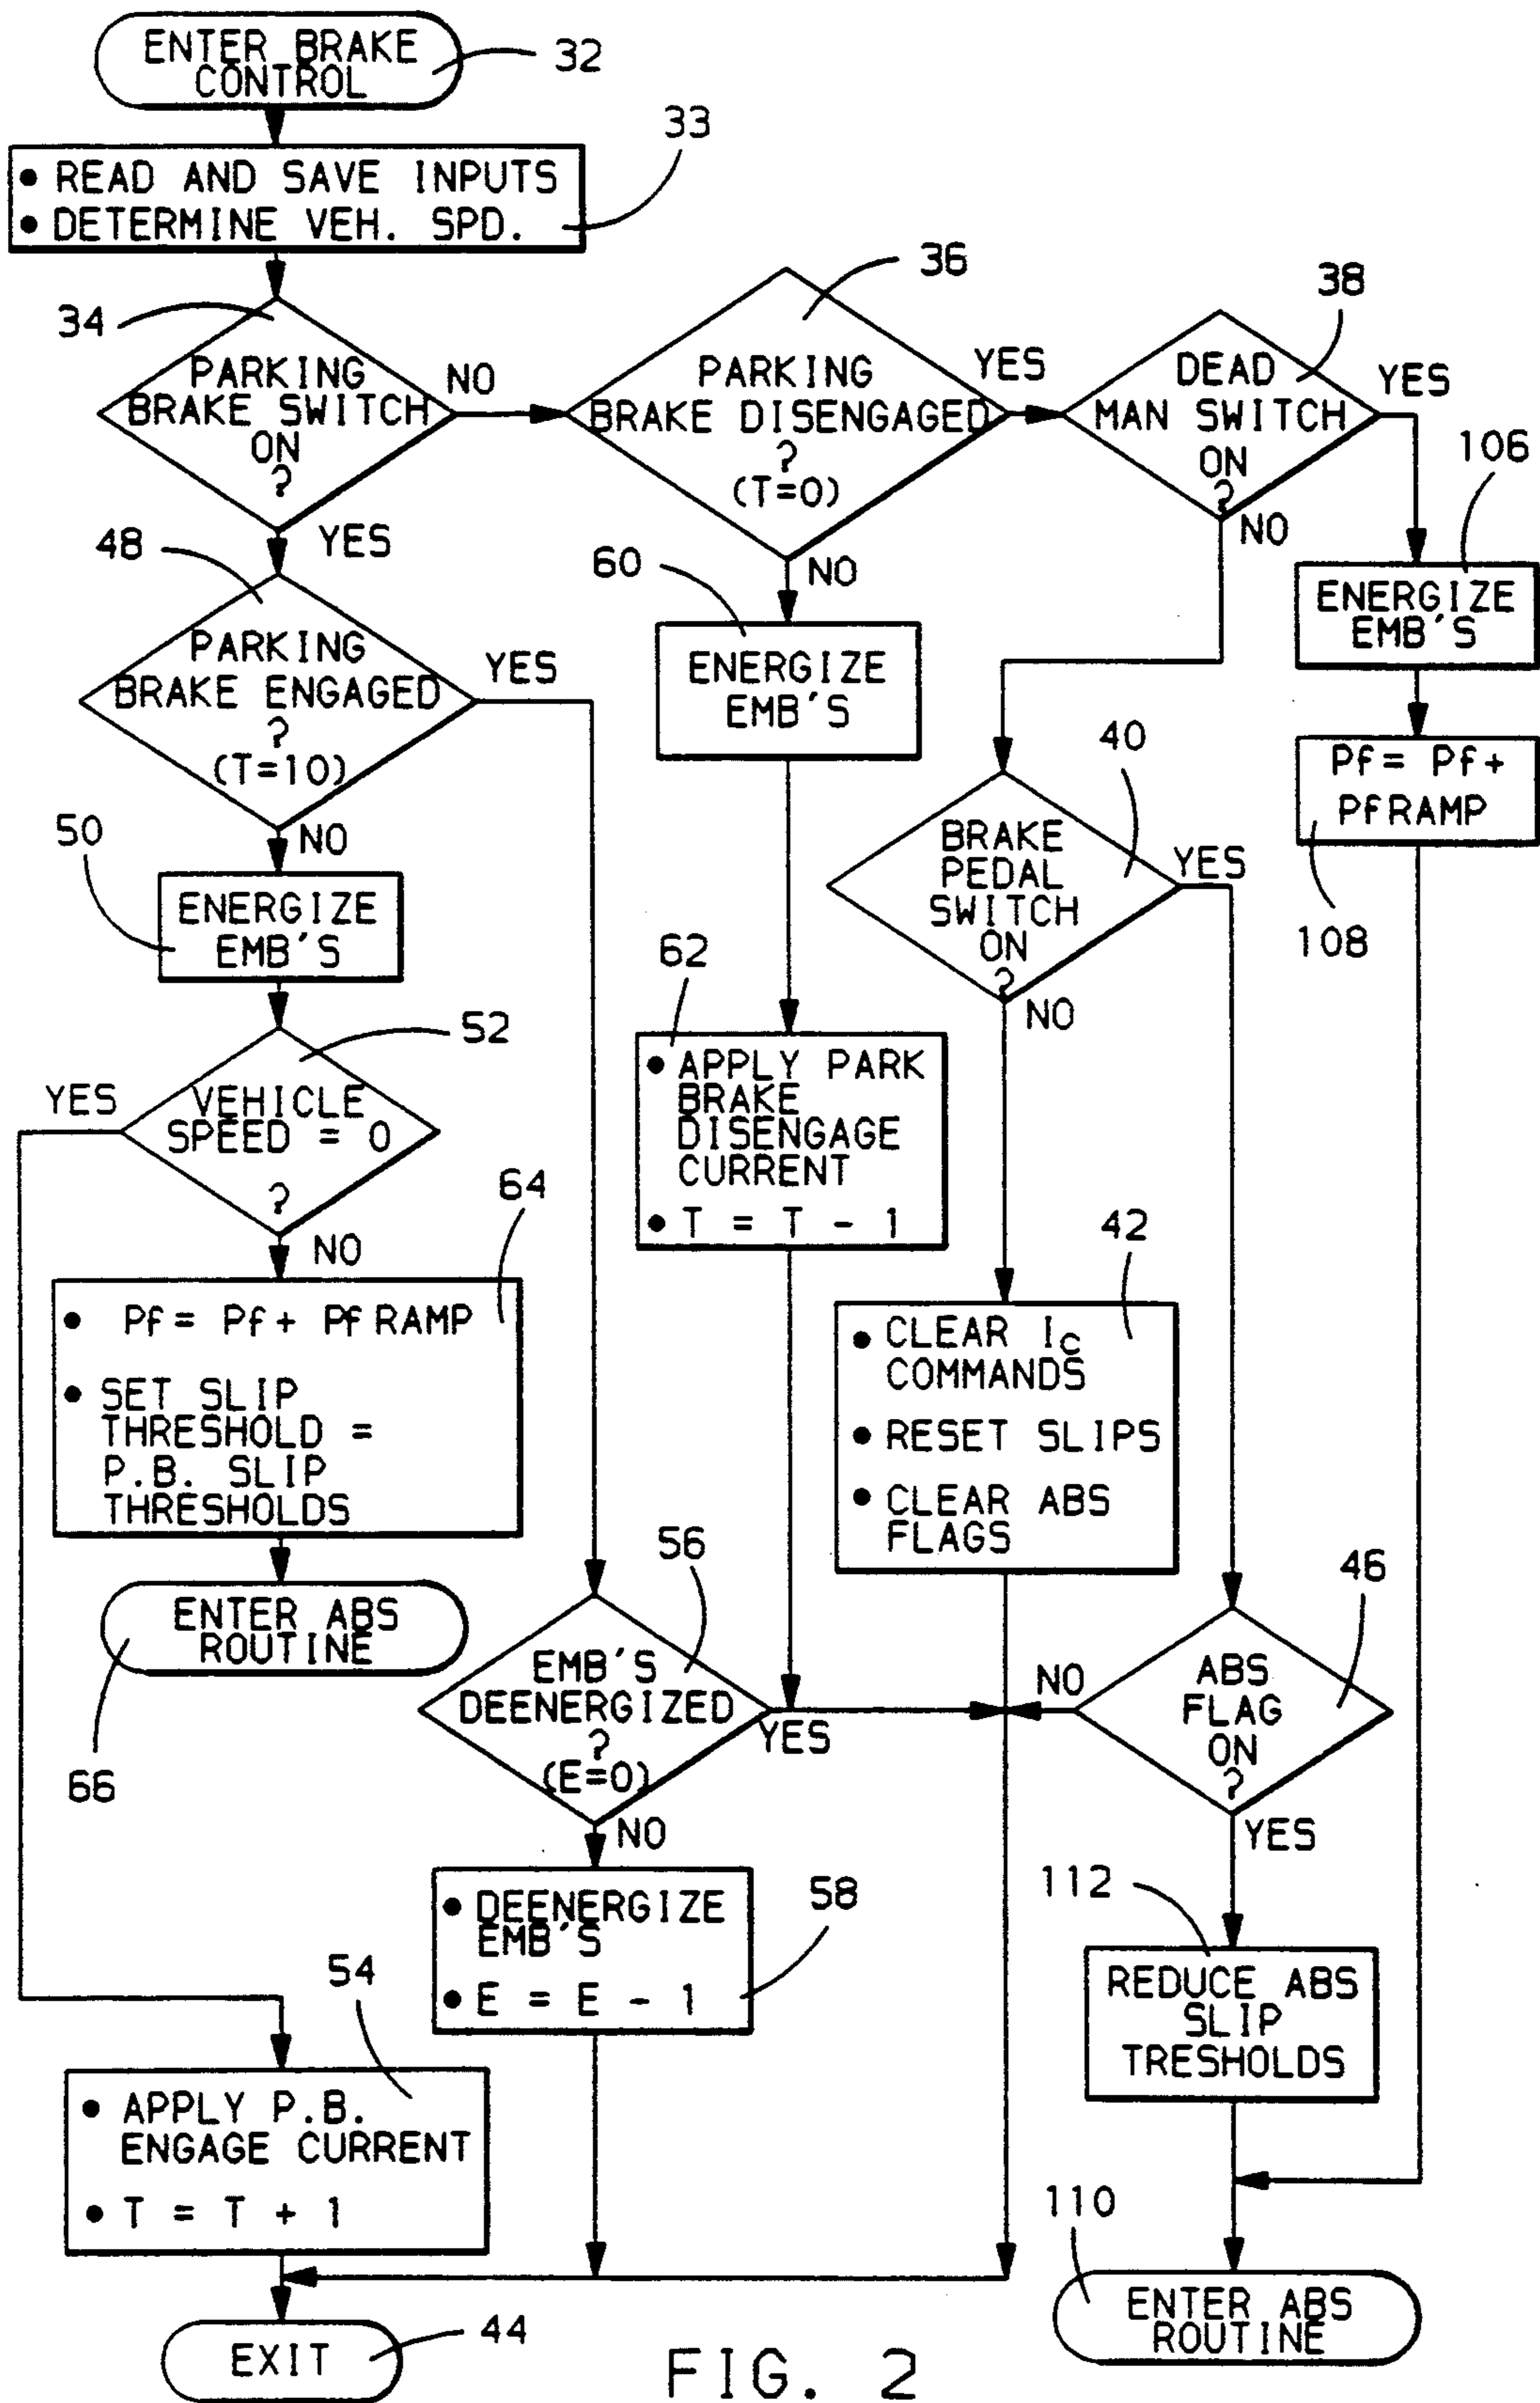 ENTER BRAKE
CONTROL
32
33
• READ AND SAVE INPUTS
• DETERMINE VEH. SPD.
34
PARKING
BRAKE SWITCH
ON
?
NO
YES
36
PARKING
BRAKE DISENGAGED
?
(T=0)
YES
NO
38
DEAD
MAN SWITCH
ON
?
YES
NO
106
ENERGIZE
EMB'S
Pf= Pf+
PfRAMP
108
48
PARKING
BRAKE ENGAGED
?
(T=10)
YES
NO
60
ENERGIZE
EMB'S
40
BRAKE
PEDAL
SWITCH
ON
?
YES
NO
50
ENERGIZE
EMB'S
52
VEHICLE
SPEED = 0
?
YES
NO
62
• APPLY PARK
BRAKE
DISENGAGE
CURRENT
• T = T - 1
64
• Pf= Pf+ PfRAMP
• SET SLIP
THRESHOLD =
P.B. SLIP
THRESHOLDS
42
• CLEAR IC
COMMANDS
• RESET SLIPS
• CLEAR ABS
FLAGS
ENTER ABS
ROUTINE
66
56
EMB'S
DEENERGIZED
?
(E=0)
YES
NO
46
ABS
FLAG
ON
?
NO
YES
58
• DEENERGIZE
EMB'S
• E = E - 1
112
REDUCE ABS
SLIP
TRESHOLDS
54
• APPLY P.B.
ENGAGE CURRENT
• T = T + 1
110
ENTER ABS
ROUTINE
EXIT
44
FIG. 2